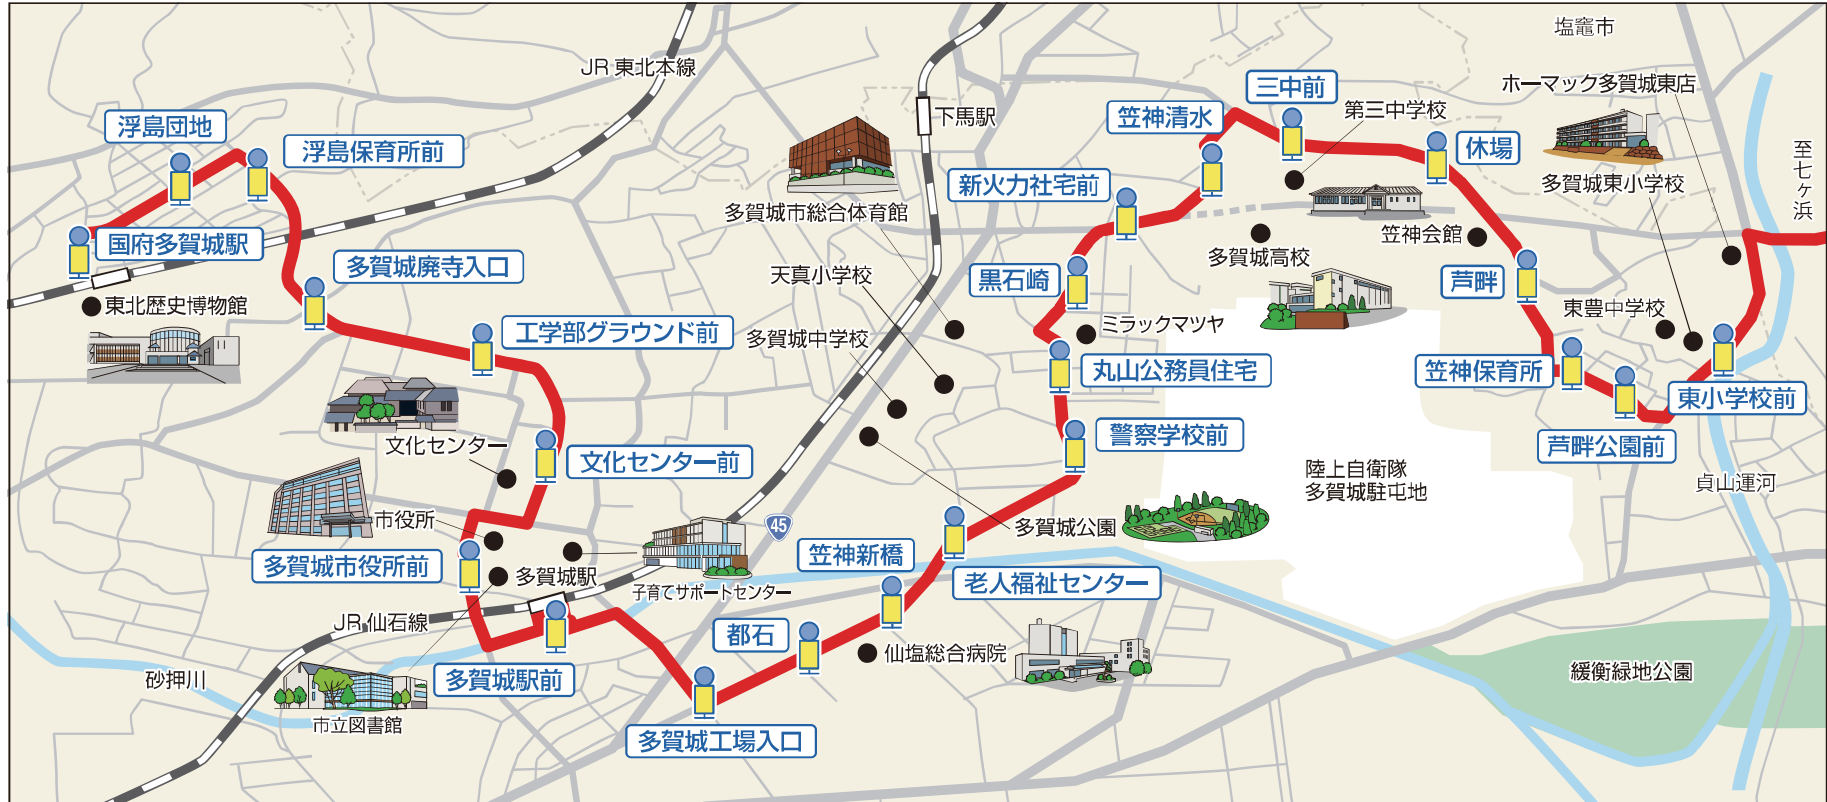 塩竈市
JR 東北本線
ホーマック多賀城東店
三中前
第三中学校
下馬駅
笠神清水
浮島団地
浮島保育所前
休場
至七ヶ浜
新火力社宅前
多賀城東小学校
多賀城市総合体育館
笠神会館
国府多賀城駅
多賀城廃寺入口
多賀城高校
天真小学校
黒石崎
芦畔
東北歴史博物館
東豊中学校
工学部グラウンド前
多賀城中学校
ミラックマツヤ
丸山公務員住宅
笠神保育所
東小学校前
警察学校前
文化センター
文化センター前
芦畔公園前
陸上自衛隊
多賀城駐屯地
貞山運河
市役所
45
多賀城公園
笠神新橋
多賀城市役所前
多賀城駅
子育てサポートセンター
老人福祉センター
JR 仙石線
都石
仙塩総合病院
砂押川
多賀城駅前
緩衝緑地公園
市立図書館
多賀城工場入口